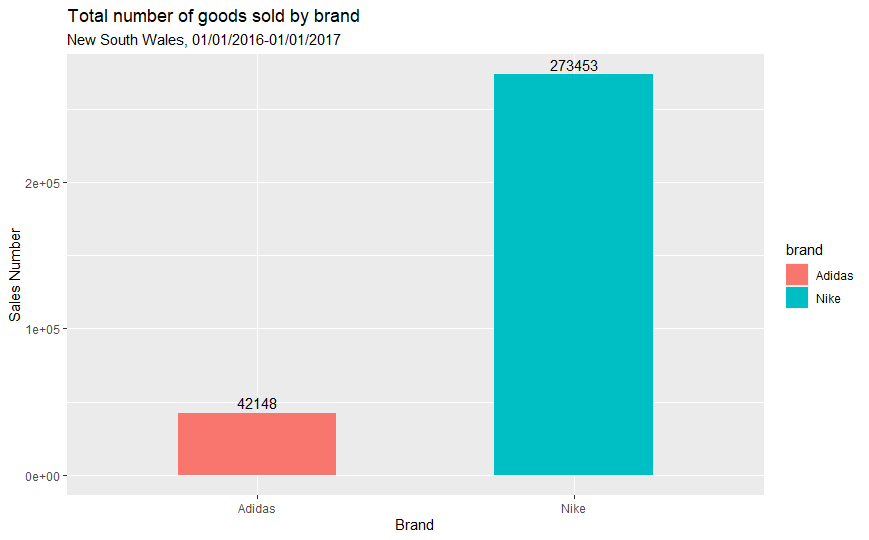 Total number of goods sold by brand
New South Wales, 01/01/2016-01/01/2017
273453
2e+05
Sales Number
brand
Adidas
Nike
1e+05
42148
0e+00
Adidas
Nike
Brand